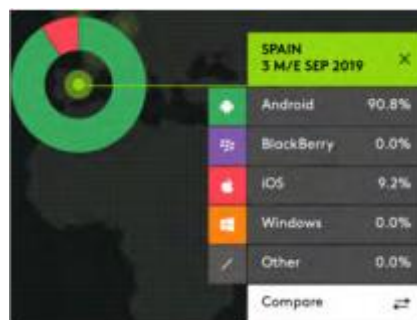 SPAIN
3 M/E SEP 2019
Android 90.8%
BlackBerry 0.0%
iOS 9.2%
Windows 0.0%
Other 0.0%
Compare